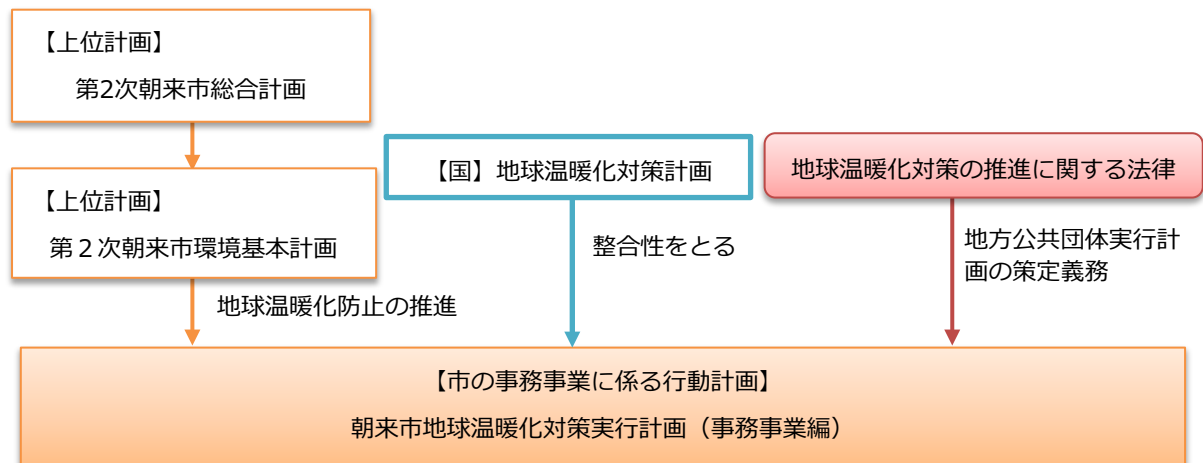 【上位計画】
第2次朝来市総合計画
【国】地球温暖化対策計画
地球温暖化対策の推進に関する法律
【上位計画】
第２次朝来市環境基本計画
整合性をとる
地方公共団体実行計
画の策定義務
地球温暖化防止の推進
【市の事務事業に係る行動計画】
朝来市地球温暖化対策実行計画（事務事業編）